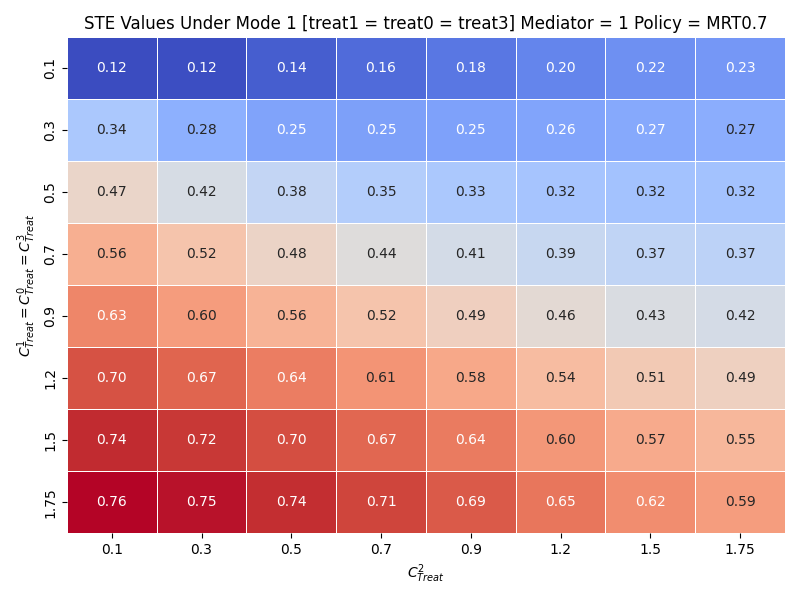 STE Values Under Mode 1 [treat1 = treat0 = treat3] Mediator = 1 Policy = MRT0.7
0.1 0.12 0.12 0.14 0.16 0.18 0.20 0.22 0.23
0.3 0.34 0.28 0.25 0.25 0.25 0.26 0.27 0.27
0.5 0.47 0.42 0.38 0.35 0.33 0.32 0.32 0.32
0.7 0.56 0.52 0.48 0.44 0.41 0.39 0.37 0.37
0.9 0.63 0.60 0.56 0.52 0.49 0.46 0.43 0.42
1.2 0.70 0.67 0.64 0.61 0.58 0.54 0.51 0.49
1.5 0.74 0.72 0.70 0.67 0.64 0.60 0.57 0.55
1.75 0.76 0.75 0.74 0.71 0.69 0.65 0.62 0.59
0.1 0.3 0.5 0.7 0.9 1.2 1.5 1.75
$C^{2}_{Treat}$
$C^{1}_{Treat} = C^{0}_{Treat} = C^{3}_{Treat}$